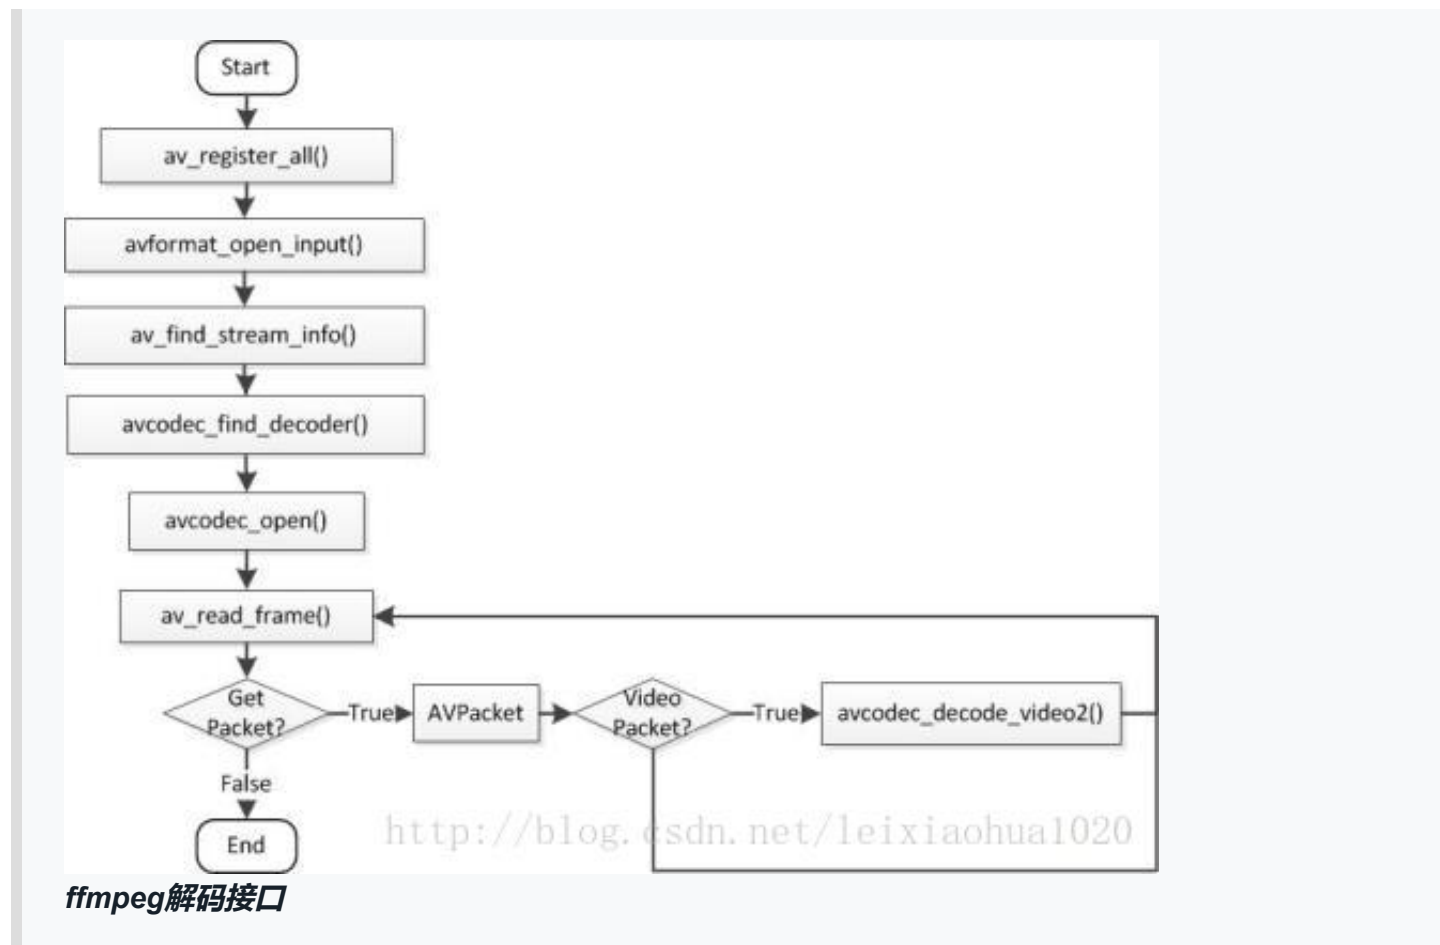 Start
av_register_all()
avformat_open_input()
av_find_stream_info()
avcodec_find_decoder()
avcodec_open()
av_read_frame()
Get
Packet?
True
AVPacket
Video
Packet?
True
avcodec_decode_video2()
False
End
http://blog.csdn.net/leixiaohua1020
ffmpeg解码接口